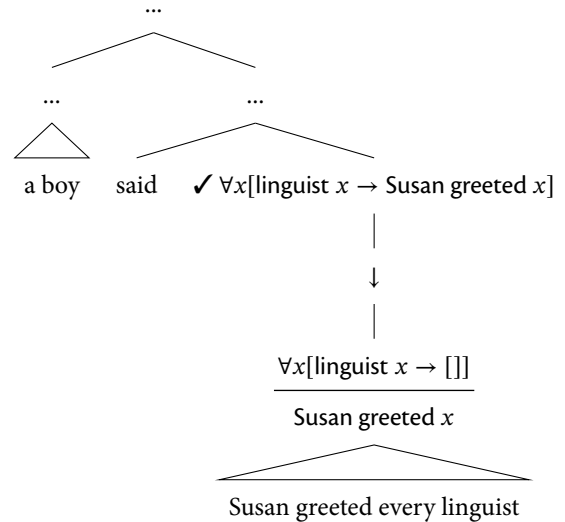 ...
... ...
a boy said ✓ ∀x[linguist x → Susan greeted x]
↓
∀x[linguist x → []]
Susan greeted x
Susan greeted every linguist